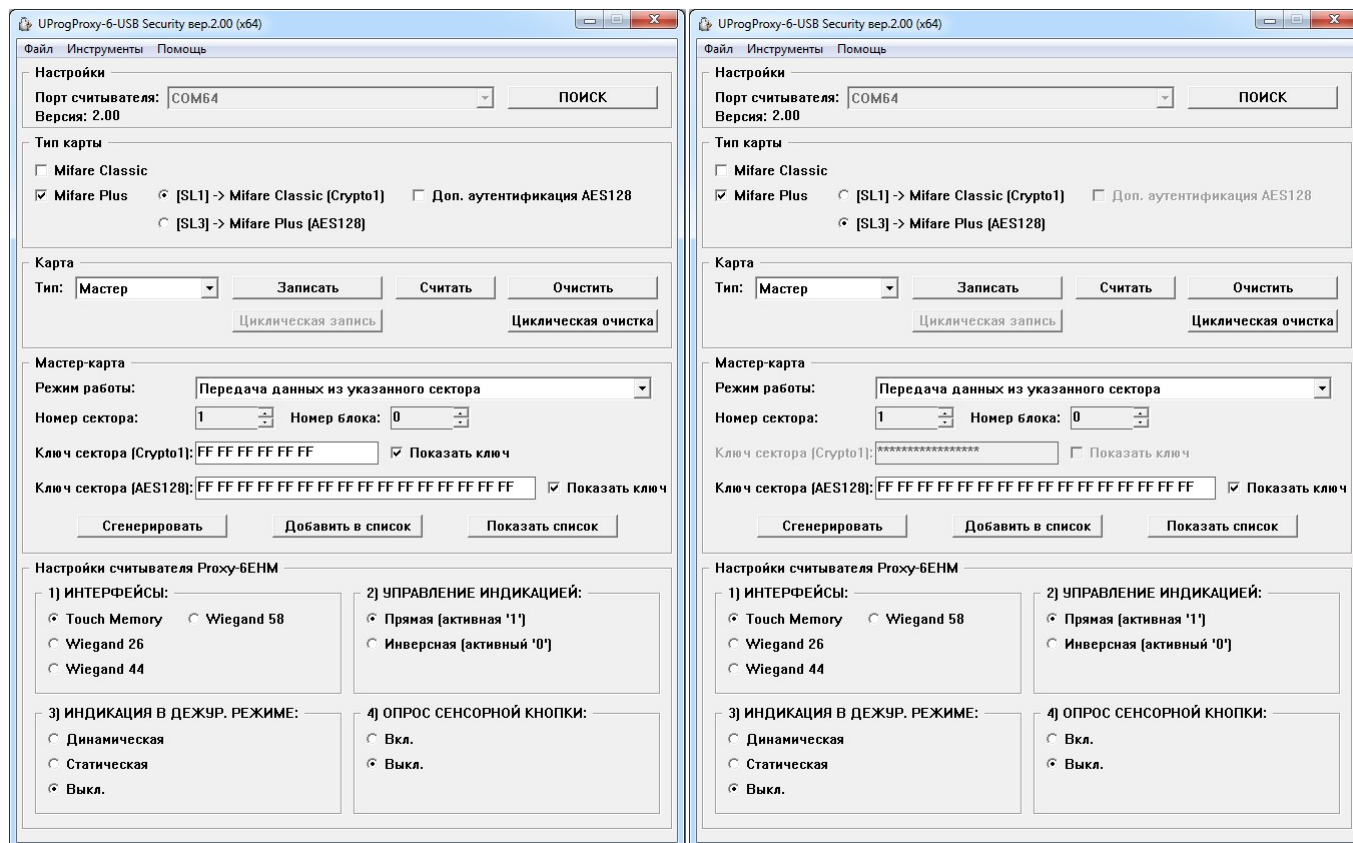 UProgProxy-6-USB Security вер.2.00 (x64)
Файл Инструменты Помощь
Настройки
Порт считывателя: COM64 ПОИСК
Версия: 2.00
Тип карты
Mifare Classic
Mifare Plus [SL1] -> Mifare Classic (Crypto1) Доп. аутентификация AES128
[SL3] -> Mifare Plus (AES128)
Карта
Тип: Мастер Записать Считать Очистить
Циклическая запись Циклическая очистка
Мастер-карта
Режим работы: Передача данных из указанного сектора
Номер сектора: 1 Номер блока: 0
Ключ сектора (Crypto1): FF FF FF FF FF FF Показать ключ
Ключ сектора (AES128): FF FF FF FF FF FF FF FF FF FF FF FF FF FF FF FF Показать ключ
Сгенерировать Добавить в список Показать список
Настройки считывателя Proxy-6EHM
1) ИНТЕРФЕЙСЫ: 2) УПРАВЛЕНИЕ ИНДИКАЦИЕЙ:
Touch Memory Wiegand 58 Прямая (активная '1')
Wiegand 26 Инверсная (активный '0')
Wiegand 44
3) ИНДИКАЦИЯ В ДЕЖУР. РЕЖИМЕ: 4) ОПРОС СЕНСОРНОЙ КНОПКИ:
Динамическая Вкл.
Статическая Выкл.
Выкл.
UProgProxy-6-USB Security вер.2.00 (x64)
Файл Инструменты Помощь
Настройки
Порт считывателя: COM64 ПОИСК
Версия: 2.00
Тип карты
Mifare Classic
Mifare Plus [SL1] -> Mifare Classic (Crypto1) Доп. аутентификация AES128
[SL3] -> Mifare Plus (AES128)
Карта
Тип: Мастер Записать Считать Очистить
Циклическая запись Циклическая очистка
Мастер-карта
Режим работы: Передача данных из указанного сектора
Номер сектора: 1 Номер блока: 0
Ключ сектора (Crypto1): ***************** Показать ключ
Ключ сектора (AES128): FF FF FF FF FF FF FF FF FF FF FF FF FF FF FF FF Показать ключ
Сгенерировать Добавить в список Показать список
Настройки считывателя Proxy-6EHM
1) ИНТЕРФЕЙСЫ: 2) УПРАВЛЕНИЕ ИНДИКАЦИЕЙ:
Touch Memory Wiegand 58 Прямая (активная '1')
Wiegand 26 Инверсная (активный '0')
Wiegand 44
3) ИНДИКАЦИЯ В ДЕЖУР. РЕЖИМЕ: 4) ОПРОС СЕНСОРНОЙ КНОПКИ:
Динамическая Вкл.
Статическая Выкл.
Выкл.